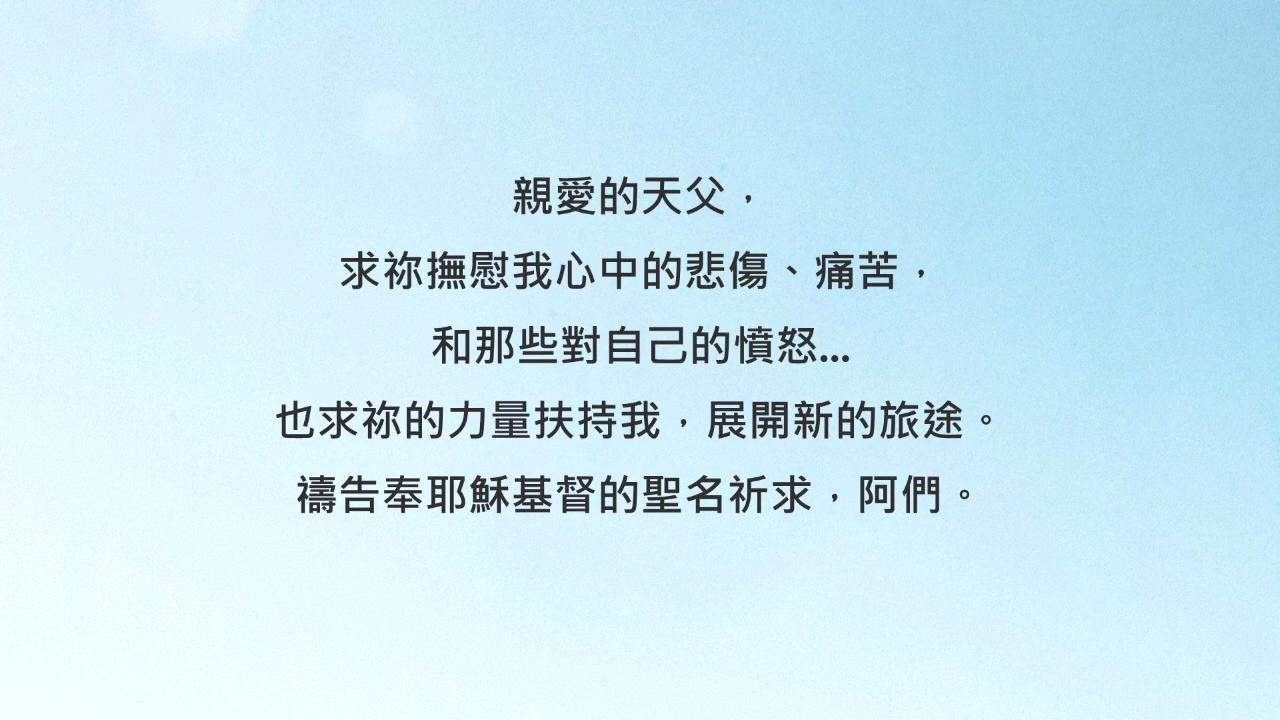 親愛的天父，
求祢撫慰我心中的悲傷、痛苦，
和那些對自己的憤怒...
也求祢的力量扶持我，展開新的旅途。
禱告奉耶穌基督的聖名祈求，阿們。